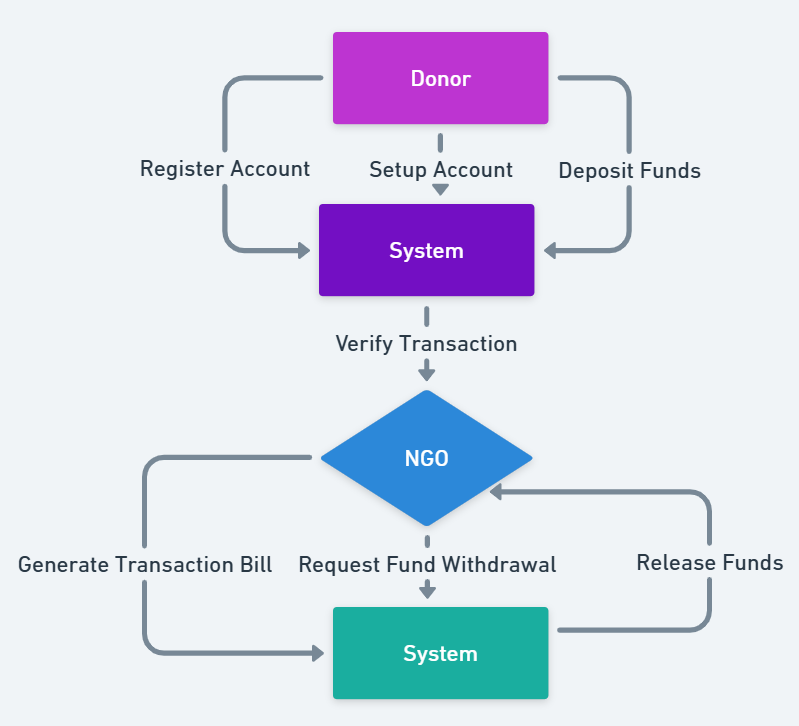 Donor
Register Account
Setup Account
Deposit Funds
System
Verify Transaction
NGO
Generate Transaction Bill
Request Fund Withdrawal
Release Funds
System